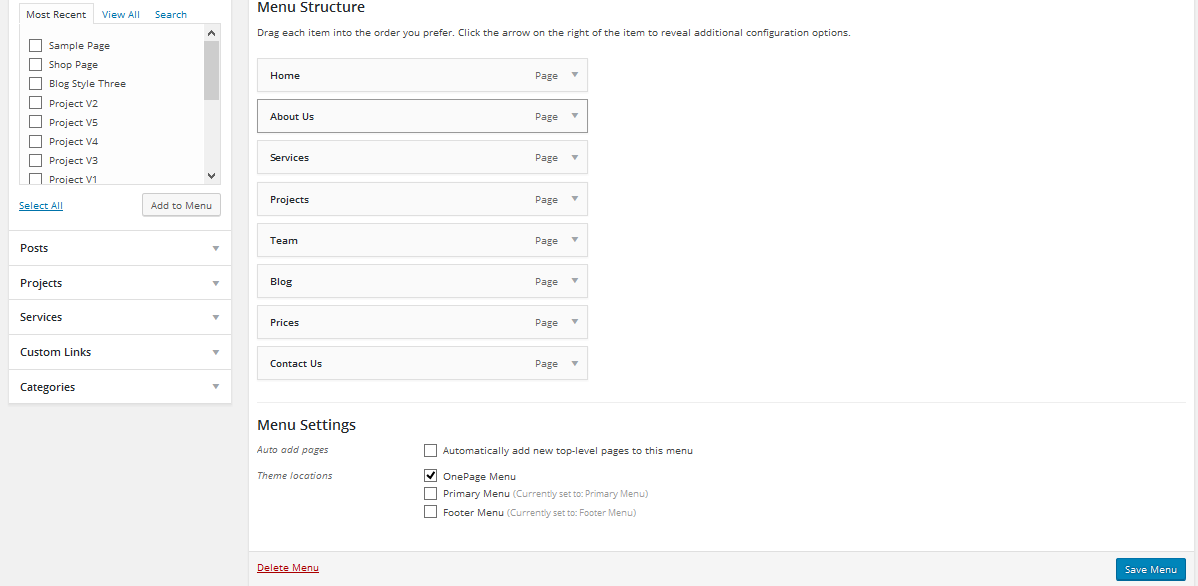 Most Recent View All Search
Sample Page
Shop Page
Blog Style Three
Project V2
Project V5
Project V4
Project V3
Project V1
Select All Add to Menu
Posts
Projects
Services
Custom Links
Categories
Menu Structure
Drag each item into the order you prefer. Click the arrow on the right of the item to reveal additional configuration options.
Home Page
About Us Page
Services Page
Projects Page
Team Page
Blog Page
Prices Page
Contact Us Page
Menu Settings
Auto add pages Automatically add new top-level pages to this menu
Theme locations OnePage Menu
Primary Menu (Currently set to: Primary Menu)
Footer Menu (Currently set to: Footer Menu)
Delete Menu Save Menu